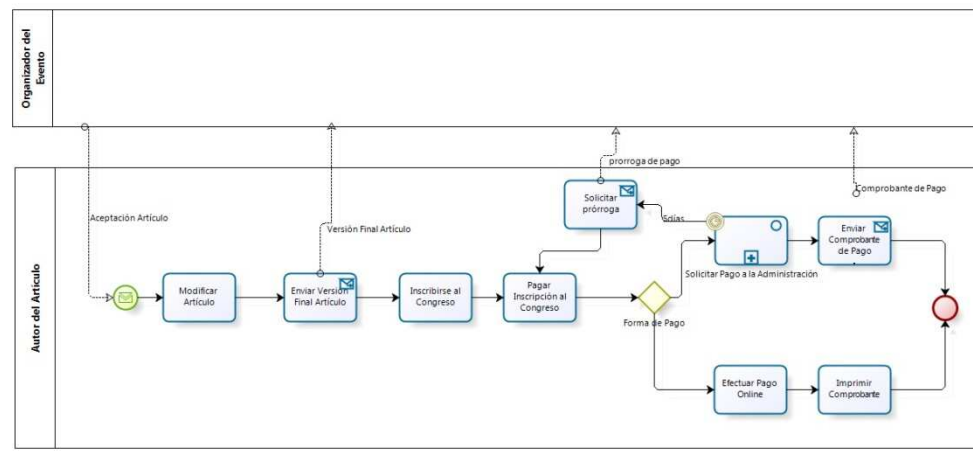 Organizador del
Evento
prorroga de pago
Comprobante de Pago
Aceptación Artículo
Versión Final Artículo
Solicitar
prórroga
5días
Enviar
Comprobante
de Pago
Solicitar Pago a la Administración
Autor del Artículo
Modificar
Artículo
Enviar Versión
Final Artículo
Inscribirse al
Congreso
Pagar
Inscripción al
Congreso
Forma de Pago
Efectuar Pago
Online
Imprimir
Comprobante